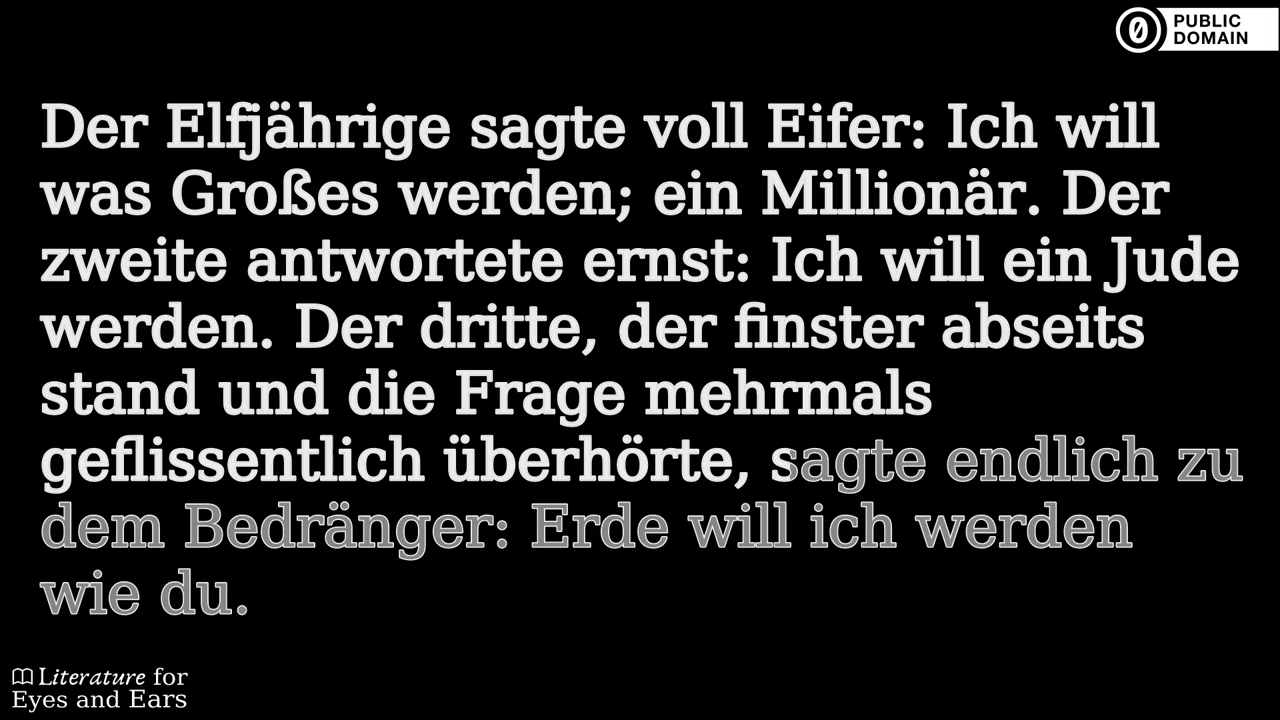 PUBLIC
DOMAIN
Der Elfjährige sagte voll Eifer: Ich will
was Großes werden; ein Millionär. Der
zweite antwortete ernst: Ich will ein Jude
werden. Der dritte, der finster abseits
stand und die Frage mehrmals
geflissentlich überhörte, sagte endlich zu
dem Bedränger: Erde will ich werden
wie du.
Literature for
Eyes and Ears